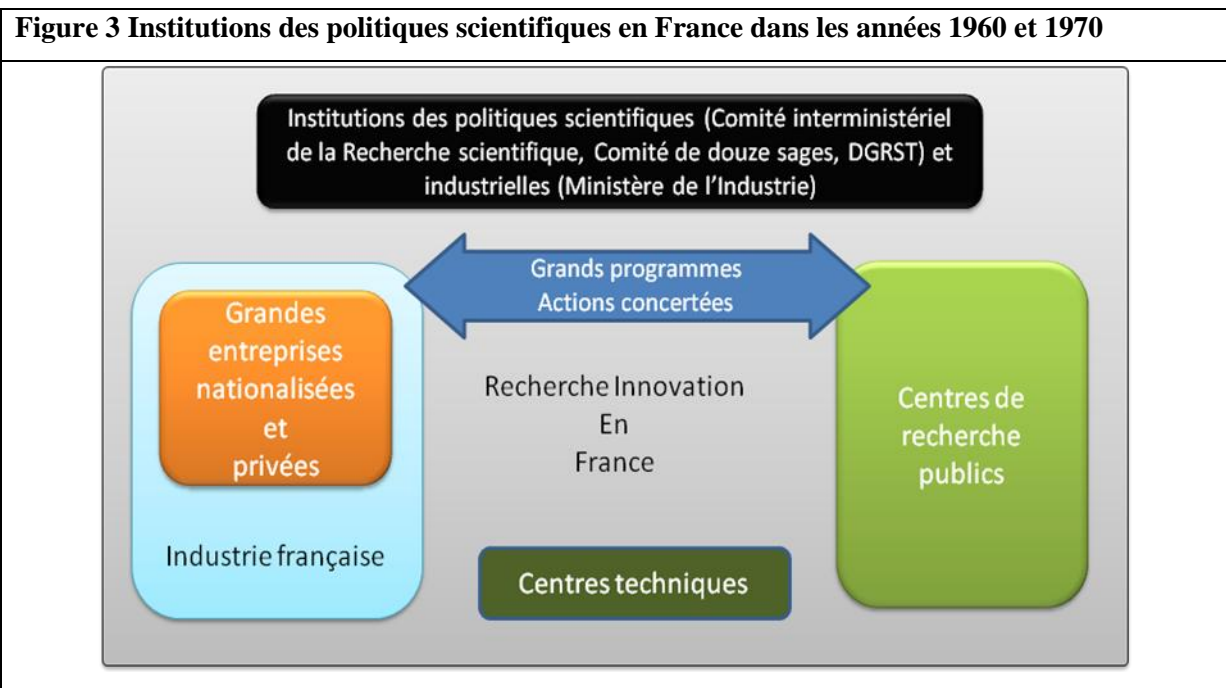 Figure 3 Institutions des politiques scientifiques en France dans les années 1960 et 1970
Institutions des politiques scientifiques (Comité interministériel
de la Recherche scientifique, Comité de douze sages, DGRST) et
industrielles (Ministère de l'Industrie)
Grands programmes
Actions concertées
Grandes
entreprises
nationalisées
et
privées
Industrie française
Recherche Innovation
En
France
Centres techniques
Centres de
recherche
publics